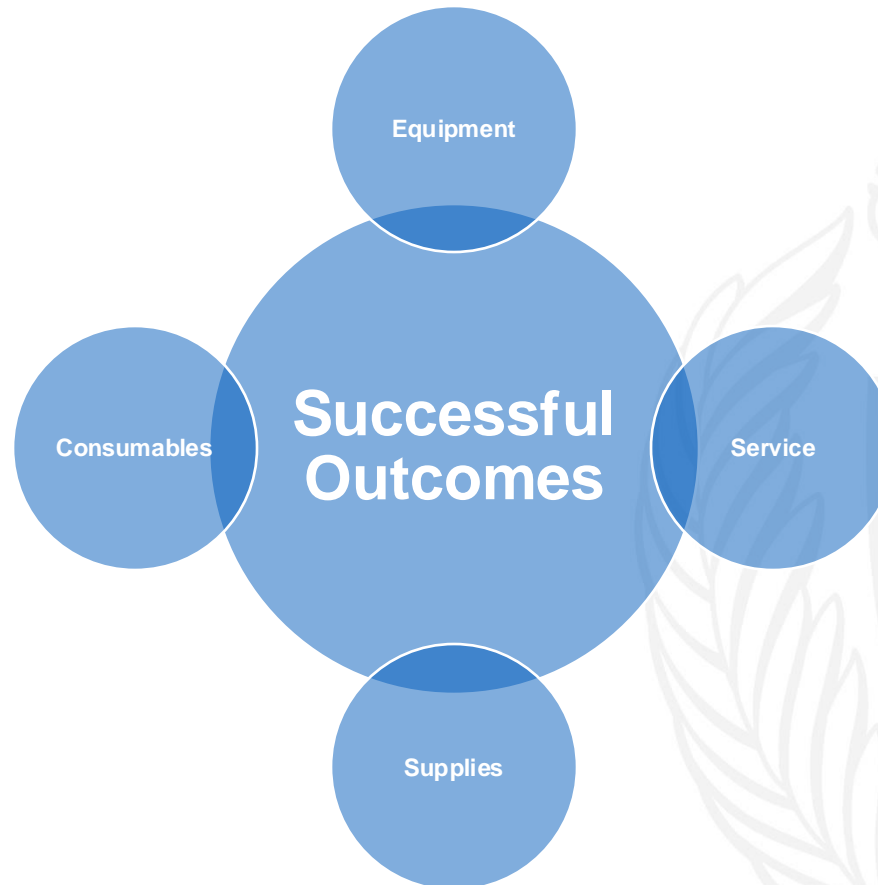 Equipment
Consumables
Successful
Outcomes
Service
Supplies